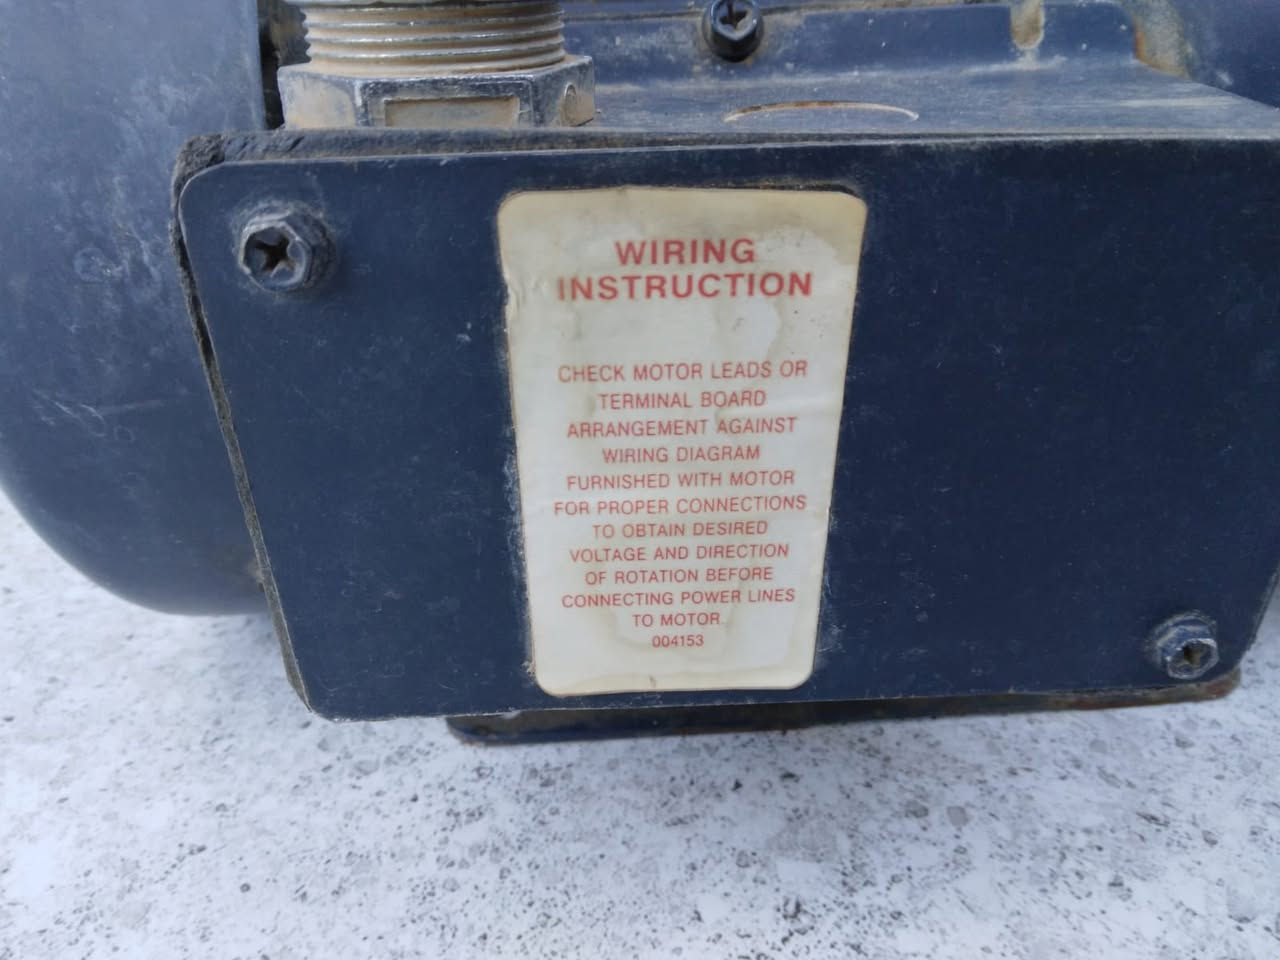 WIRING
INSTRUCTION
CHECK MOTOR LEADS OR
TERMINAL BOARD
ARRANGEMENT AGAINST
WIRING DIAGRAM
FURNISHED WITH MOTOR
FOR PROPER CONNECTIONS
TO OBTAIN DESIRED
VOLTAGE AND DIRECTION
OF ROTATION BEFORE
CONNECTING POWER LINES
TO MOTOR.
004153